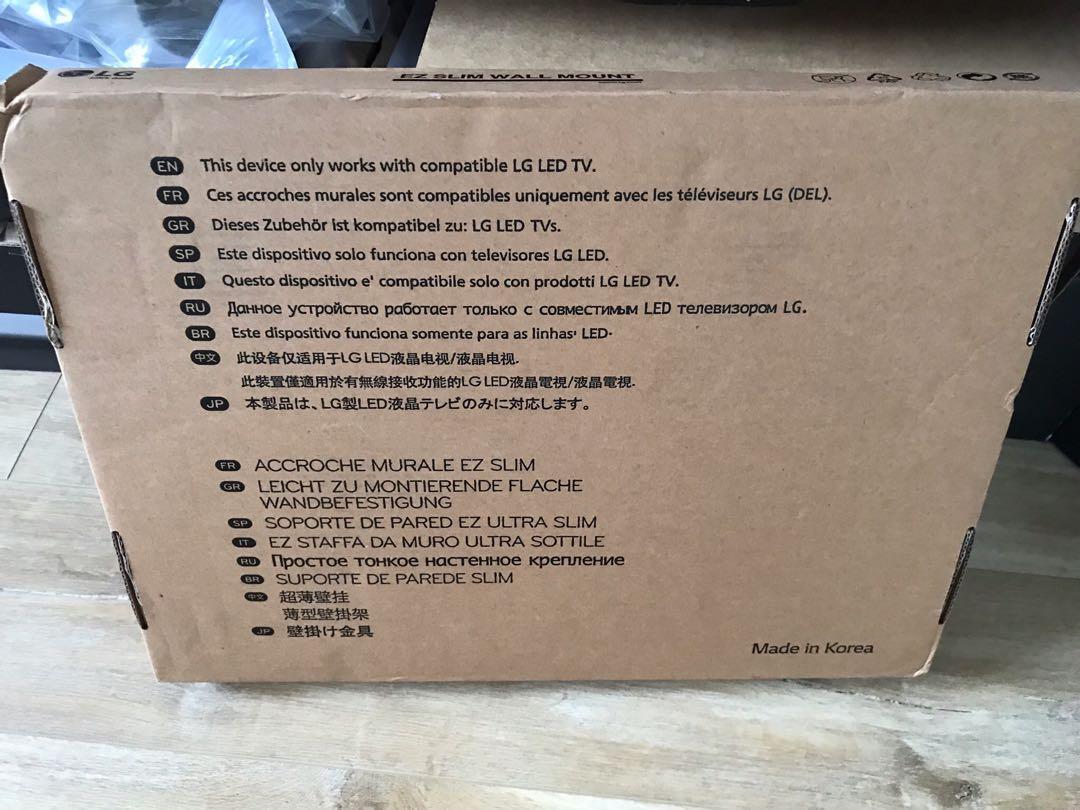 LG
EZ SLIM WALL MOUNT
EN This device only works with compatible LG LED TV.
FR Ces accroches murales sont compatibles uniquement avec les téléviseurs LG (DEL).
GR Dieses Zubehör ist kompatibel zu: LG LED TVs.
SP Este dispositivo solo funciona con televisores LG LED.
IT Questo dispositivo e' compatibile solo con prodotti LG LED TV.
RU Данное устройство работает только с совместимым LED телевизором LG.
BR Este dispositivo funciona somente para as linhas' LED·
中文 此设备仅适用于LG LED液晶电视/液晶电视.
此裝置僅適用於有無線接收功能的LG LED液晶電視/液晶電視.
JP 本製品は、LG製LED液晶テレビのみに対応します。
FR ACCROCHE MURALE EZ SLIM
GR LEICHT ZU MONTIERENDE FLACHE
WANDBEFESTIGUNG
SP SOPORTE DE PARED EZ ULTRA SLIM
IT EZ STAFFA DA MURO ULTRA SOTTILE
RU Простое тонкое настенное крепление
BR SUPORTE DE PAREDE SLIM
中文 超薄壁挂
薄型壁掛架
JP 壁掛け金具
Made in Korea